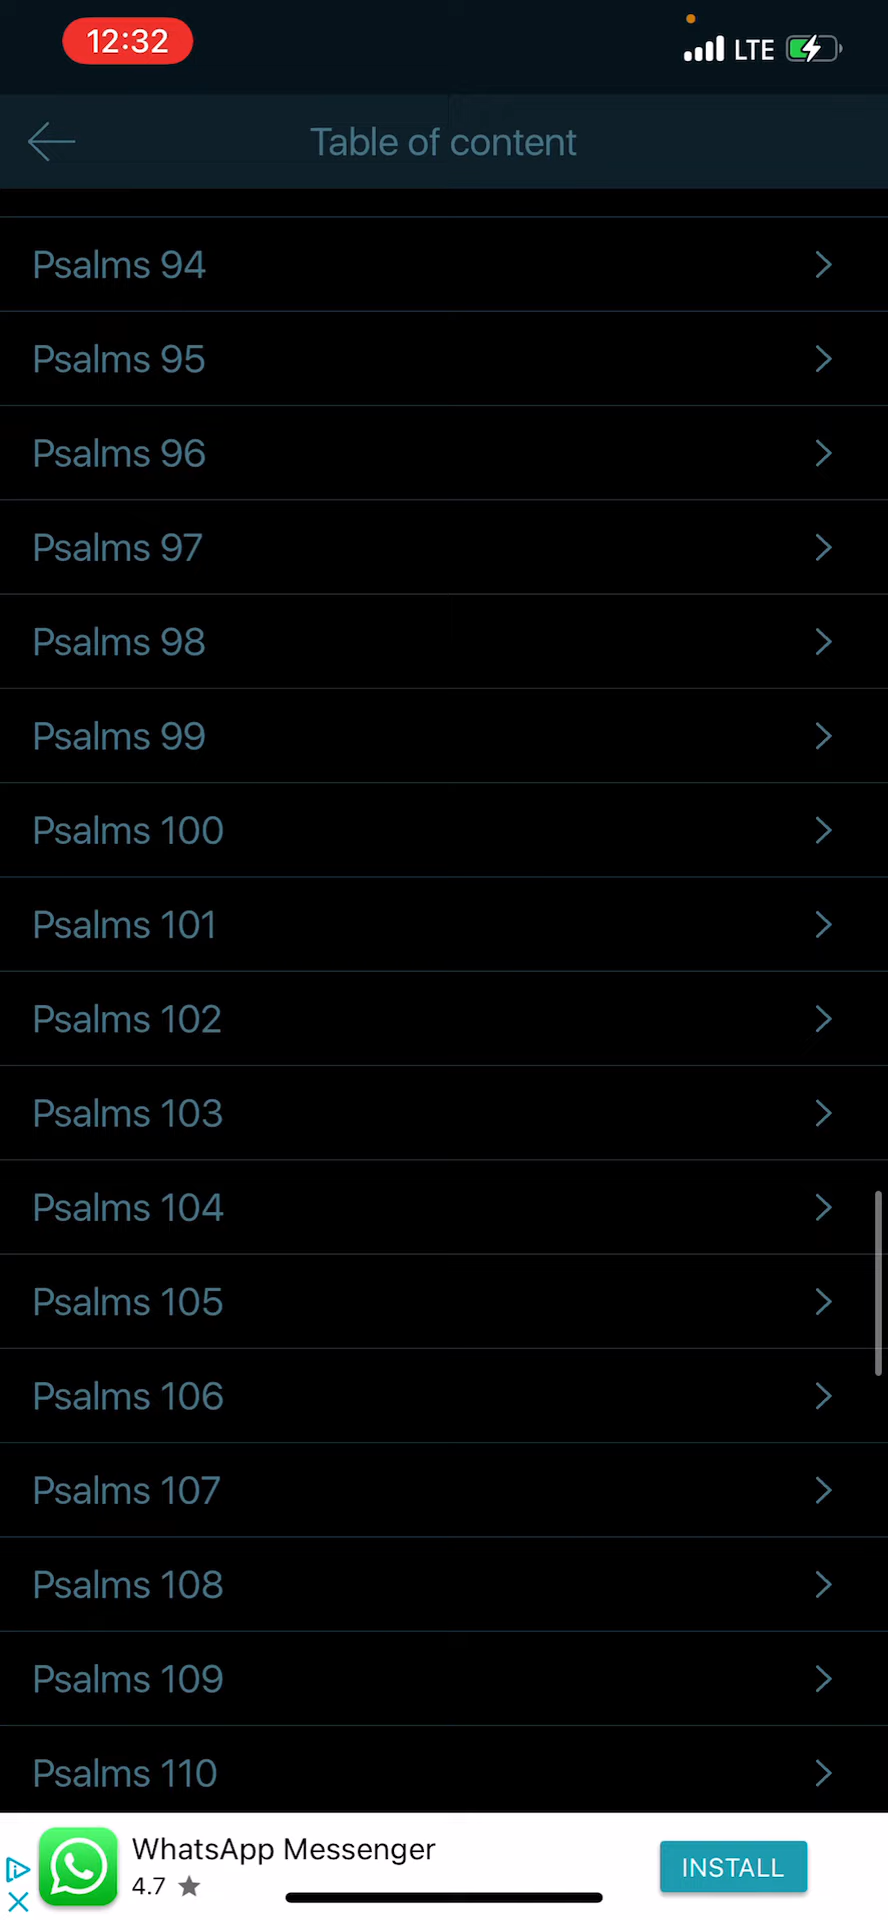 12:32
LTE
Table of content
Psalms 94
Psalms 95
Psalms 96
Psalms 97
Psalms 98
Psalms 99
Psalms 100
Psalms 101
Psalms 102
Psalms 103
Psalms 104
Psalms 105
Psalms 106
Psalms 107
Psalms 108
Psalms 109
Psalms 110
WhatsApp Messenger
4.7
INSTALL